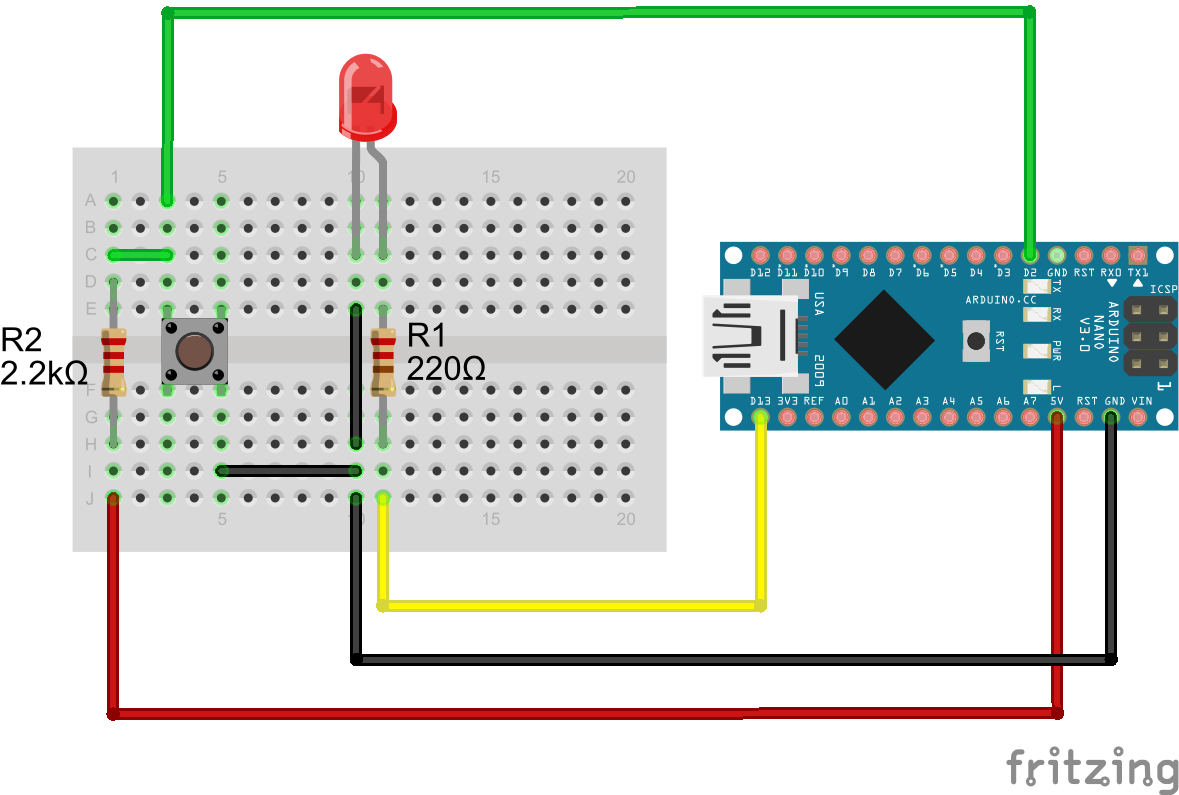 1 5 10 15 20
A
B
C
D
E
F
G
H
I
J
5 10 15 20
R2
2.2kΩ
R1
220Ω
D12 D11 D10 D9 D8 D7 D6 D5 D4 D3 D2 GND RST RX0 TX1
TX
RX
PWR
L
ICSP
1
USA
2009
ARDUINO.CC
RST
ARDUINO
NANO
V3.0
D13 3V3 REF A0 A1 A2 A3 A4 A5 A6 A7 5V RST GND VIN
fritzing